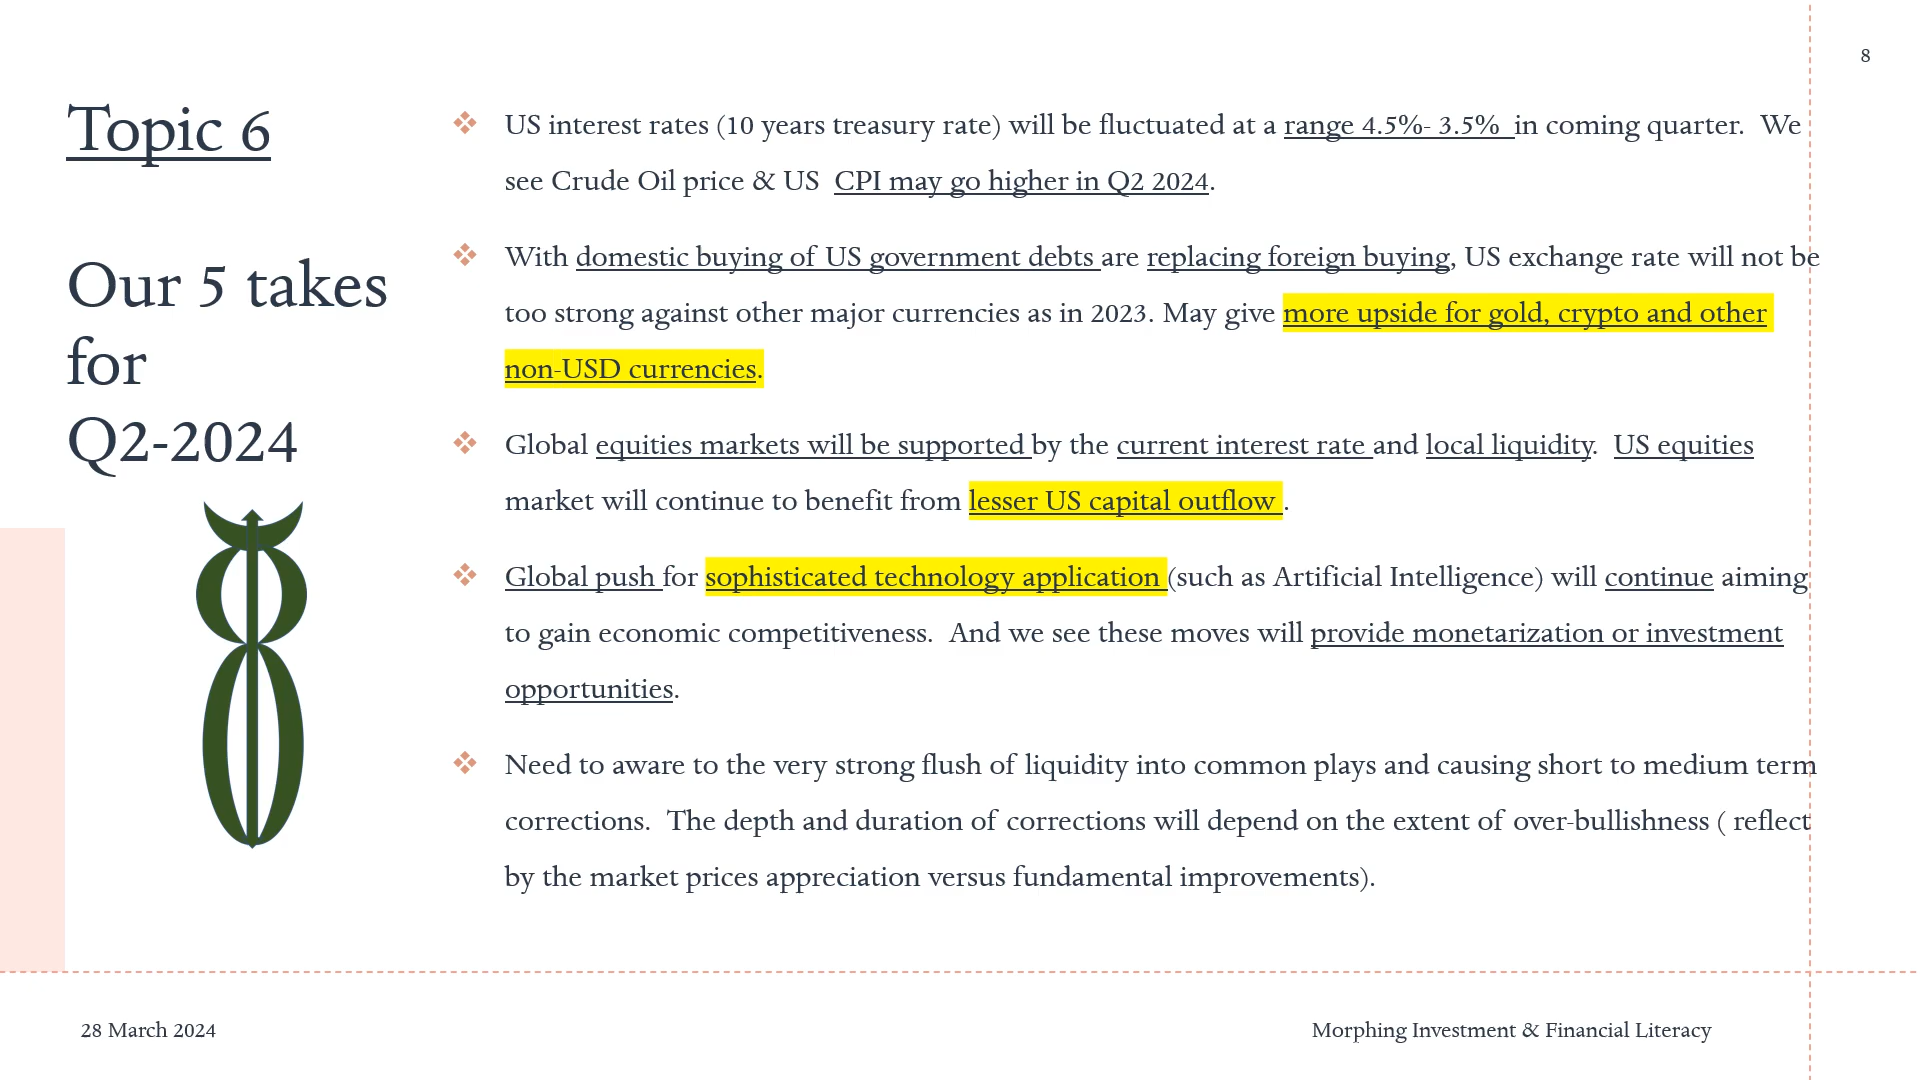 8
Topic 6
Our 5 takes
for
Q2-2024
❖ US interest rates (10 years treasury rate) will be fluctuated at a range 4.5%- 3.5%  in coming quarter.  We
see Crude Oil price & US  CPI may go higher in Q2 2024.
❖ With domestic buying of US government debts are replacing foreign buying, US exchange rate will not be
too strong against other major currencies as in 2023. May give more upside for gold, crypto and other
non-USD currencies.
❖ Global equities markets will be supported by the current interest rate and local liquidity.  US equities
market will continue to benefit from lesser US capital outflow .
❖ Global push for sophisticated technology application (such as Artificial Intelligence) will continue aiming
to gain economic competitiveness.  And we see these moves will provide monetarization or investment
opportunities.
❖ Need to aware to the very strong flush of liquidity into common plays and causing short to medium term
corrections.  The depth and duration of corrections will depend on the extent of over-bullishness ( reflect
by the market prices appreciation versus fundamental improvements).
28 March 2024
Morphing Investment & Financial Literacy